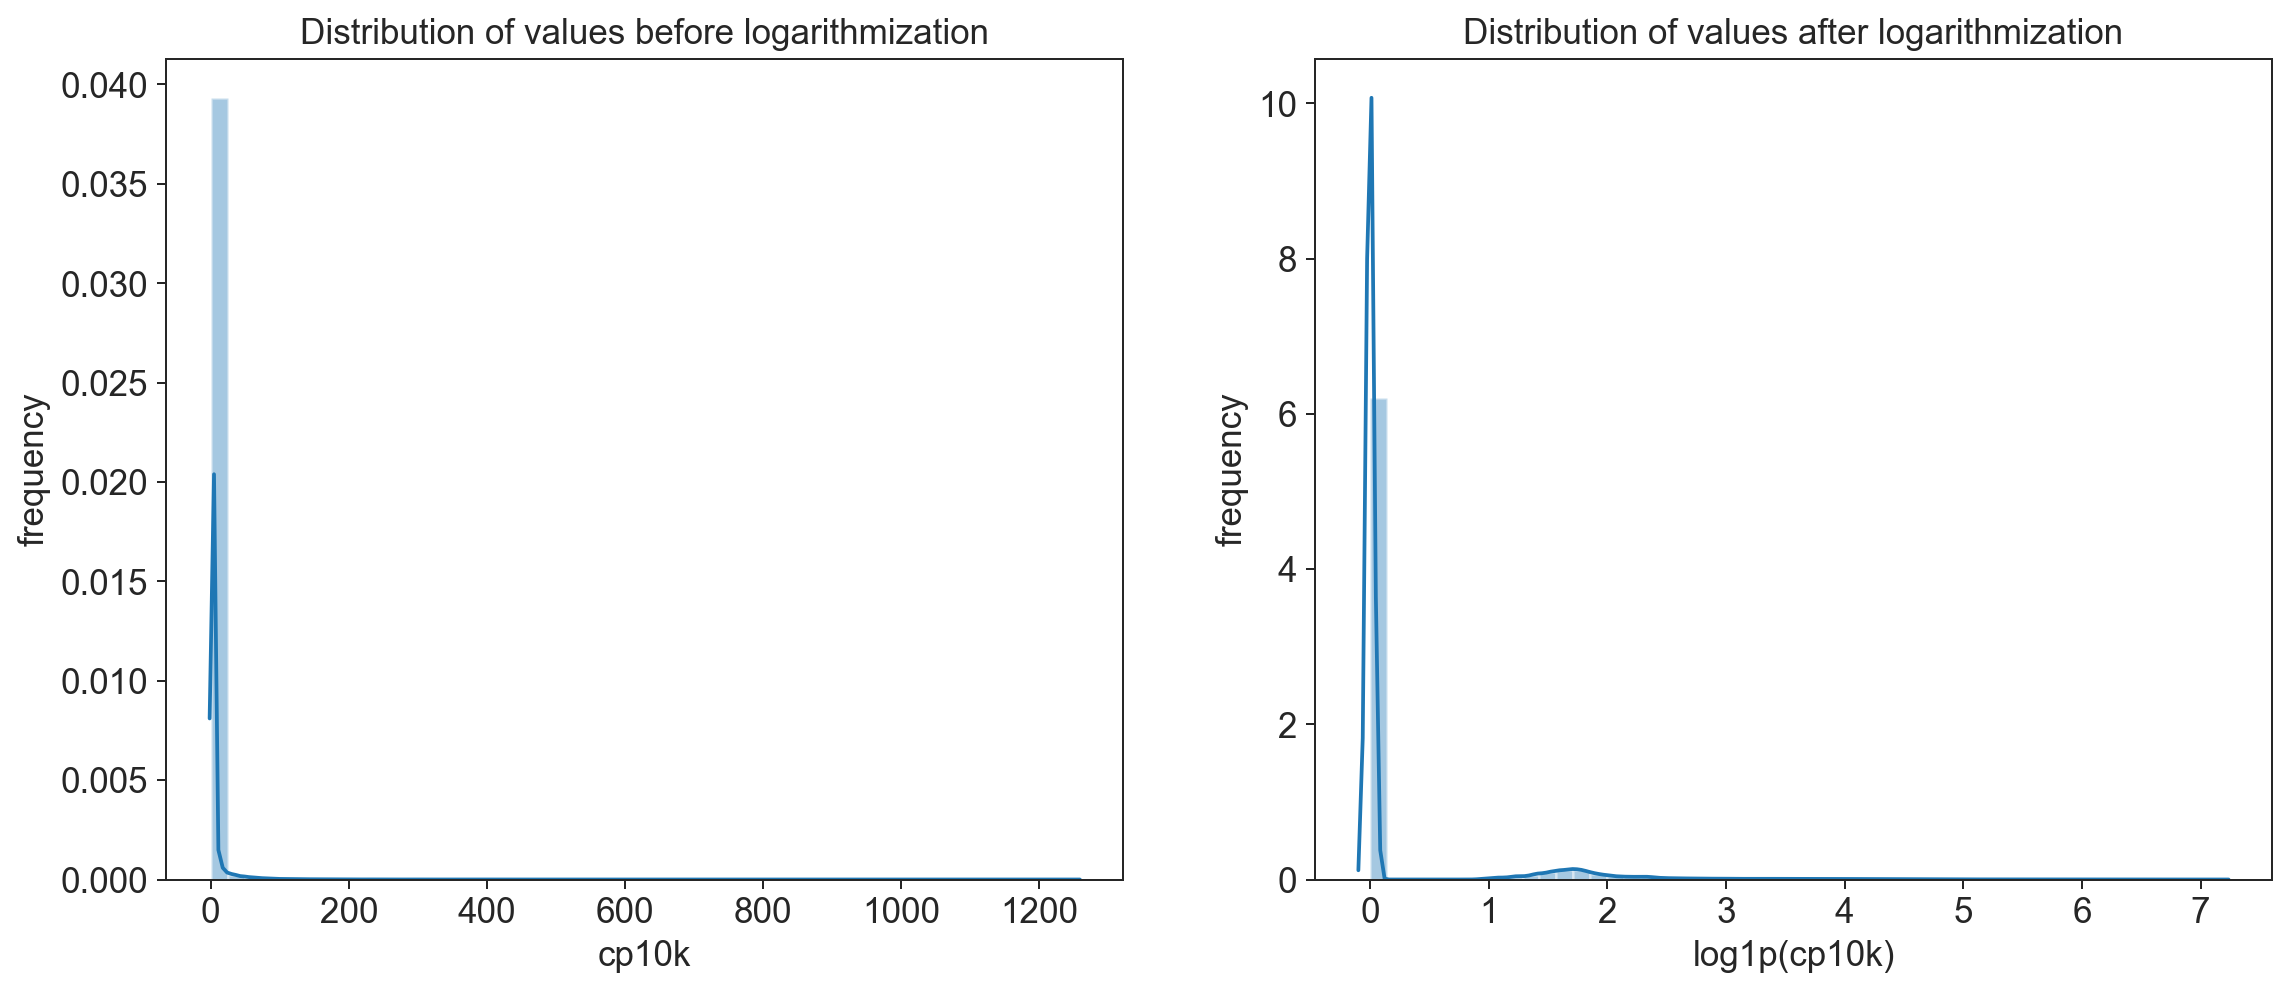 Distribution of values before logarithmization
0.040
0.035
0.030
0.025
0.020
0.015
0.010
0.005
0.000
frequency
0 200 400 600 800 1000 1200
cp10k
Distribution of values after logarithmization
10
8
6
4
2
0
frequency
0 1 2 3 4 5 6 7
log1p(cp10k)